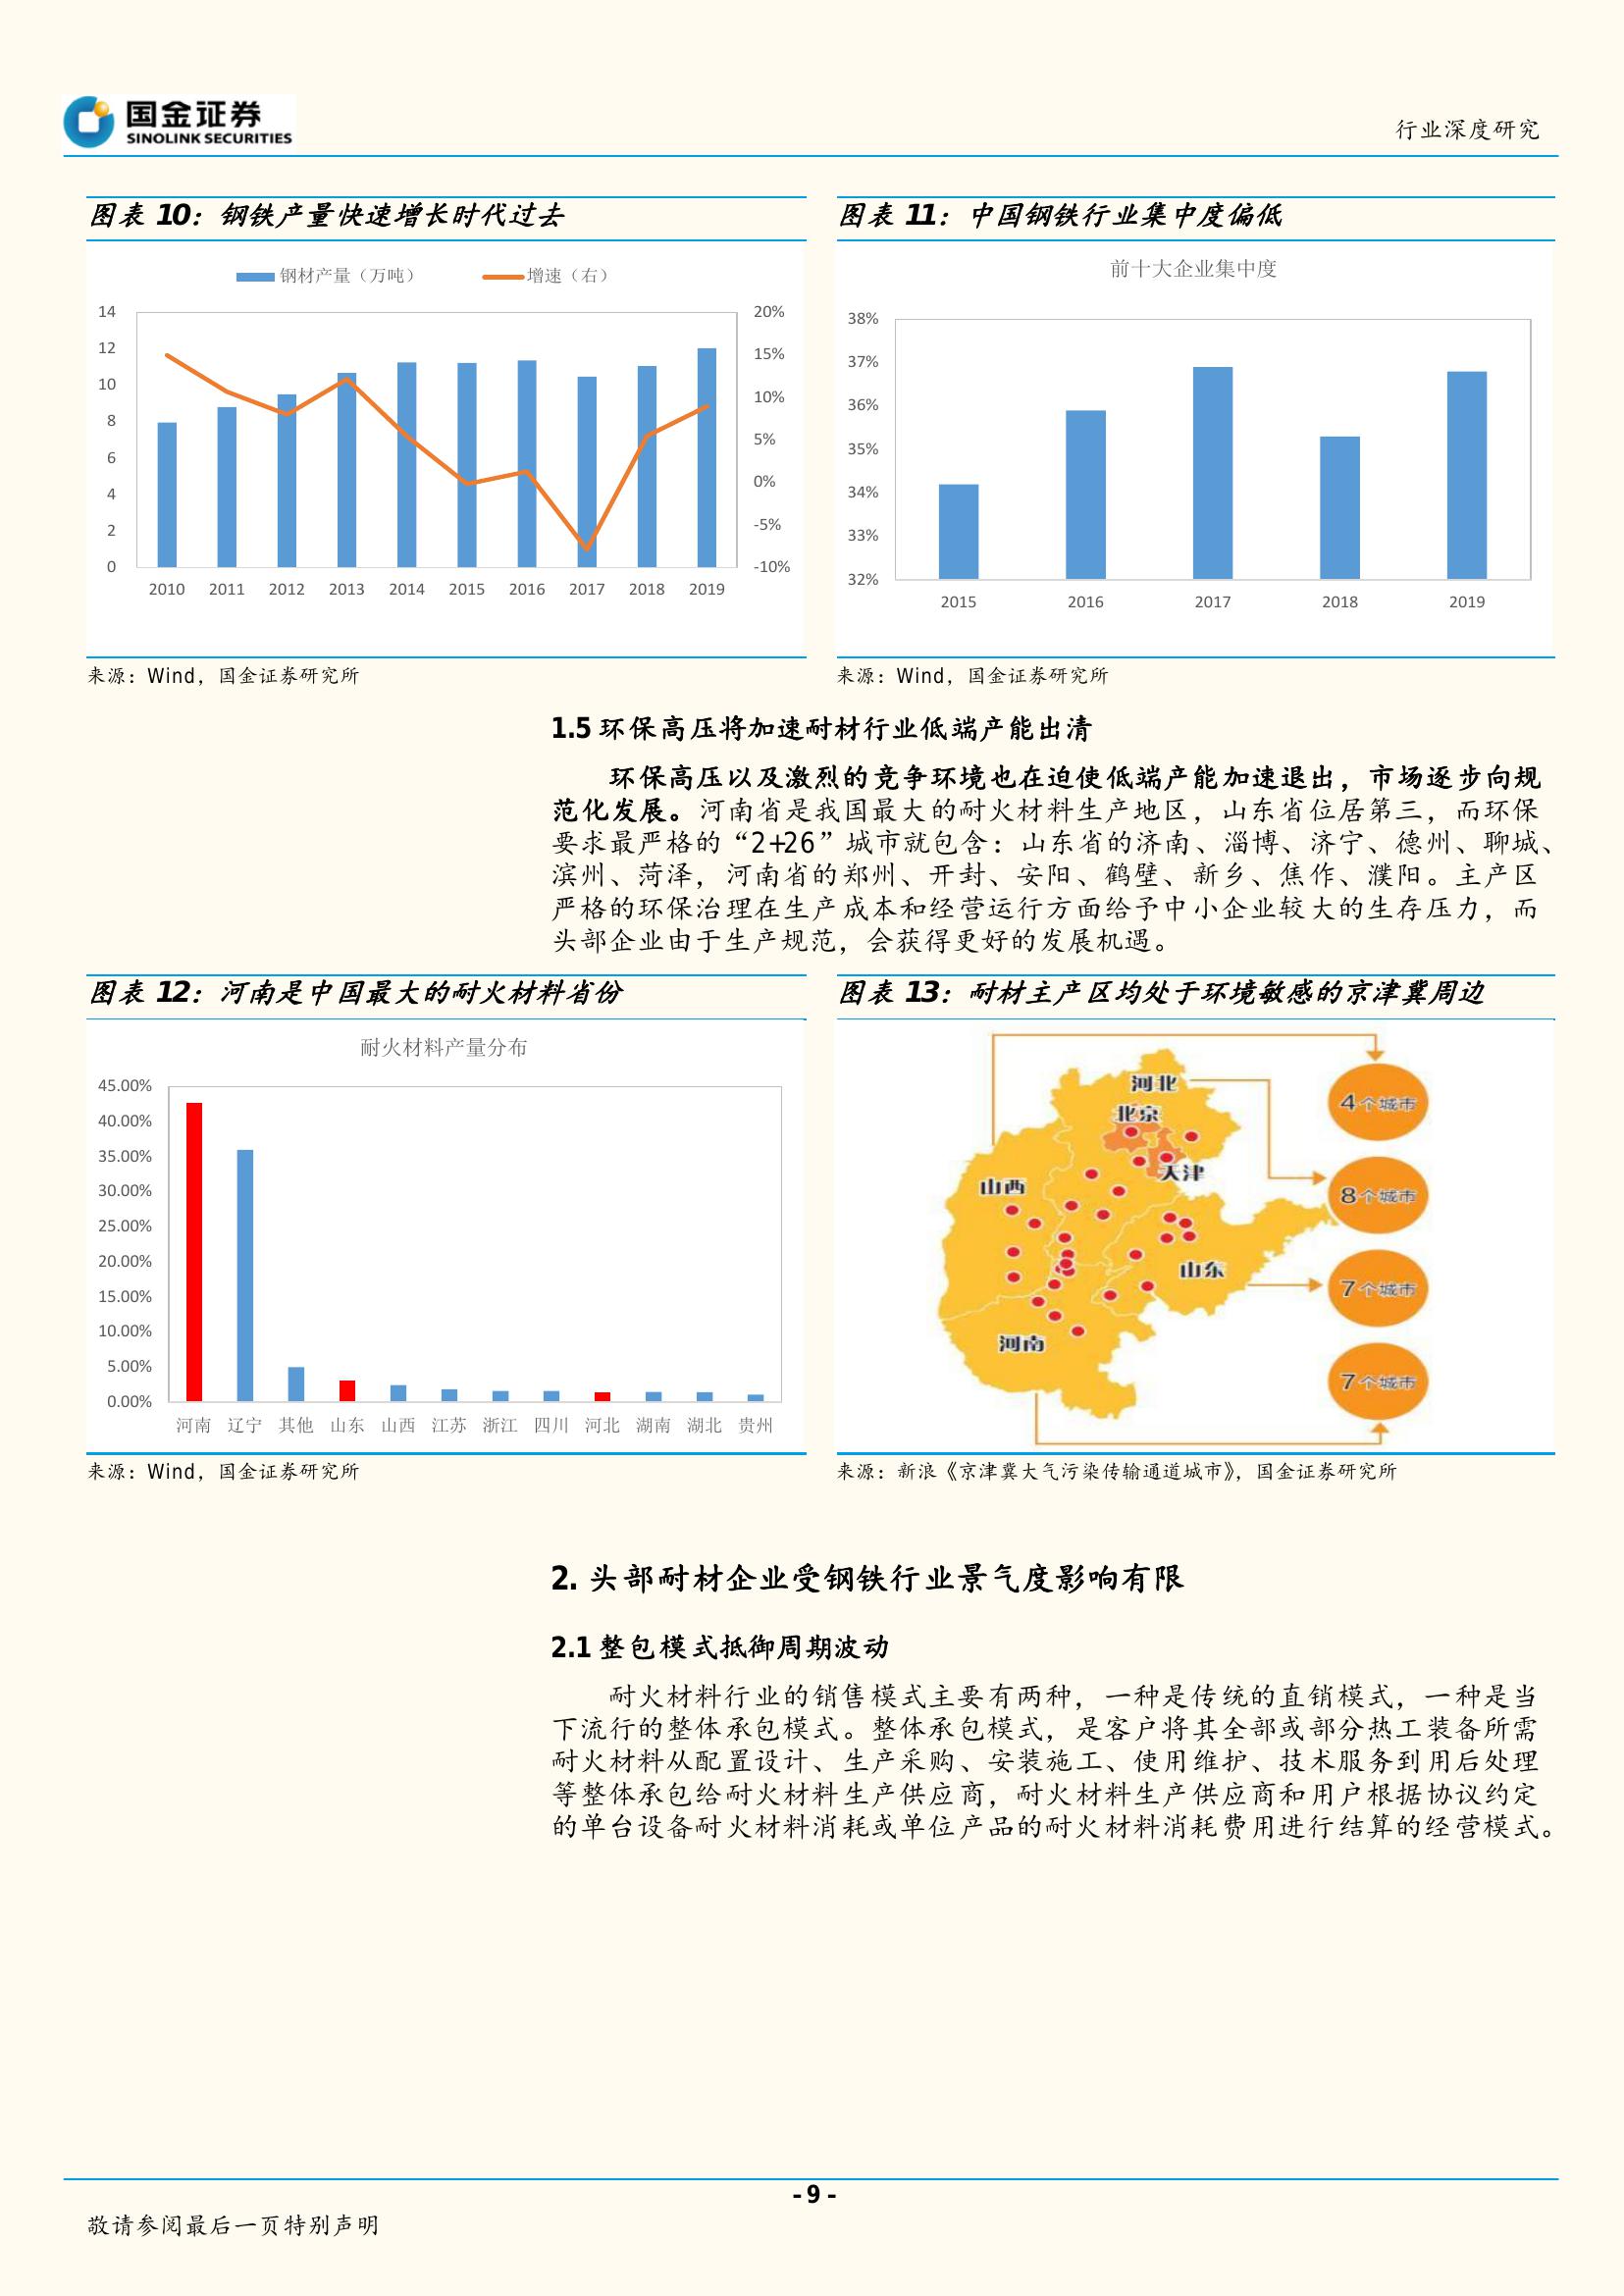 国金证券
SINOLINK SECURITIES
行业深度研究
图表 10：钢铁产量快速增长时代过去
钢材产量（万吨） 增速（右）
14
12
10
8
6
4
2
0
20%
15%
10%
5%
0%
-5%
-10%
2010 2011 2012 2013 2014 2015 2016 2017 2018 2019
来源：Wind，国金证券研究所
图表 11：中国钢铁行业集中度偏低
前十大企业集中度
38%
37%
36%
35%
34%
33%
32%
2015 2016 2017 2018 2019
来源：Wind，国金证券研究所
1.5 环保高压将加速耐材行业低端产能出清
环保高压以及激烈的竞争环境也在迫使低端产能加速退出，市场逐步向规
范化发展。河南省是我国最大的耐火材料生产地区，山东省位居第三，而环保
要求最严格的“2+26”城市就包含：山东省的济南、淄博、济宁、德州、聊城、
滨州、菏泽，河南省的郑州、开封、安阳、鹤壁、新乡、焦作、濮阳。主产区
严格的环保治理在生产成本和经营运行方面给予中小企业较大的生存压力，而
头部企业由于生产规范，会获得更好的发展机遇。
图表 12：河南是中国最大的耐火材料省份
耐火材料产量分布
45.00%
40.00%
35.00%
30.00%
25.00%
20.00%
15.00%
10.00%
5.00%
0.00%
河南 辽宁 其他 山东 山西 江苏 浙江 四川 河北 湖南 湖北 贵州
来源：Wind，国金证券研究所
图表 13：耐材主产区均处于环境敏感的京津冀周边
河北
北京
天津
山西
山东
河南
4个城市
8个城市
7个城市
7个城市
来源：新浪《京津冀大气污染传输通道城市》，国金证券研究所
2. 头部耐材企业受钢铁行业景气度影响有限
2.1 整包模式抵御周期波动
耐火材料行业的销售模式主要有两种，一种是传统的直销模式，一种是当
下流行的整体承包模式。整体承包模式，是客户将其全部或部分热工装备所需
耐火材料从配置设计、生产采购、安装施工、使用维护、技术服务到用后处理
等整体承包给耐火材料生产供应商，耐火材料生产供应商和用户根据协议约定
的单台设备耐火材料消耗或单位产品的耐火材料消耗费用进行结算的经营模式。
- 9 -
敬请参阅最后一页特别声明